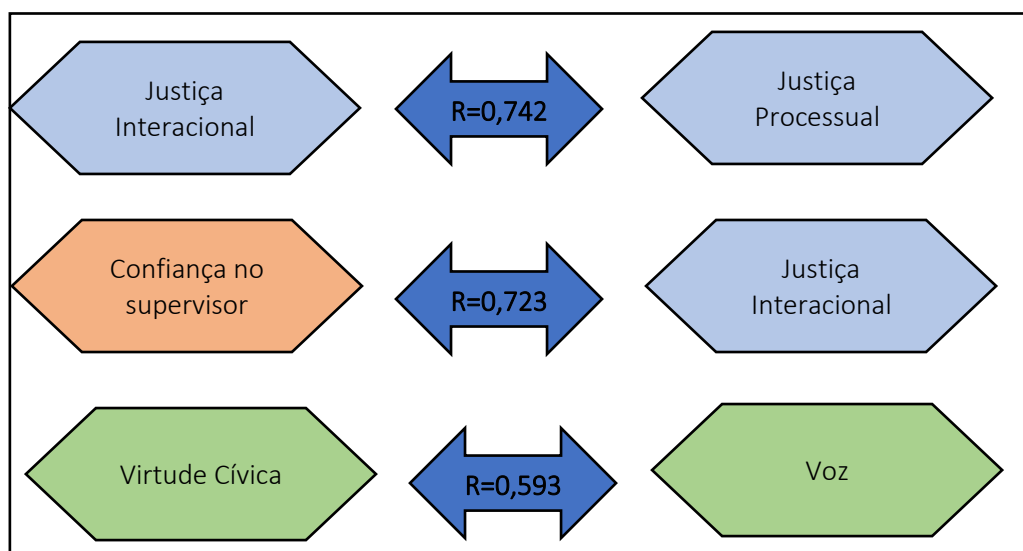 Justiça
Interacional
R=0,742
Justiça
Processual
Confiança no
supervisor
R=0,723
Justiça
Interacional
Virtude Cívica
R=0,593
Voz